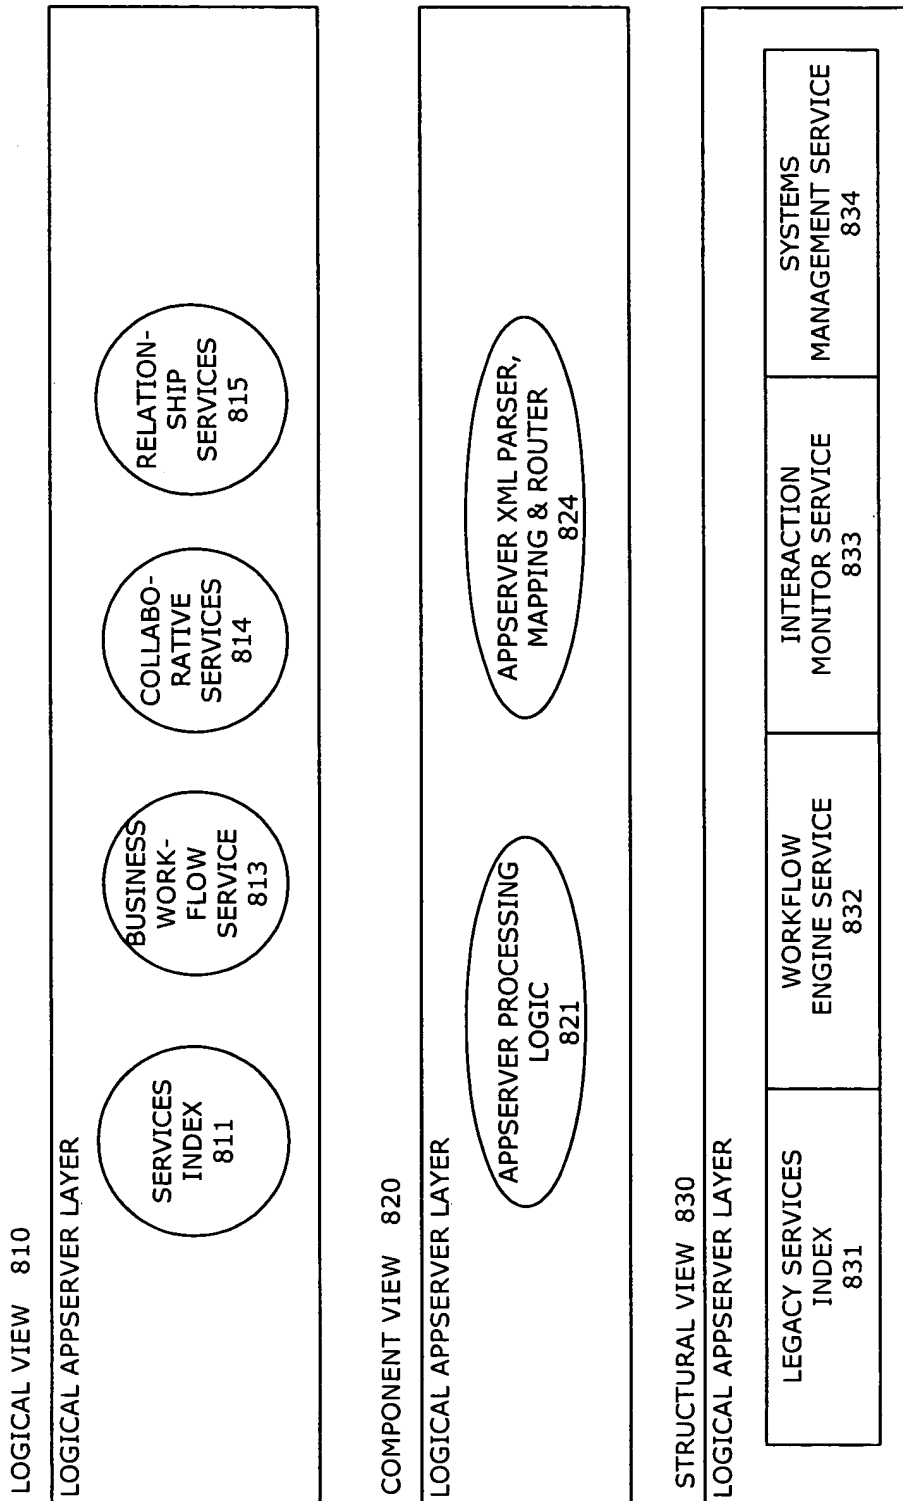 LOGICAL VIEW 810
LOGICAL APPSERVER LAYER
SERVICES
INDEX
811
BUSINESS
WORK-
FLOW
SERVICE
813
COLLABO-
RATIVE
SERVICES
814
RELATION-
SHIP
SERVICES
815
COMPONENT VIEW 820
LOGICAL APPSERVER LAYER
APPSERVER PROCESSING
LOGIC
821
APPSERVER XML PARSER,
MAPPING & ROUTER
824
STRUCTURAL VIEW 830
LOGICAL APPSERVER LAYER
LEGACY SERVICES
INDEX
831
WORKFLOW
ENGINE SERVICE
832
INTERACTION
MONITOR SERVICE
833
SYSTEMS
MANAGEMENT SERVICE
834